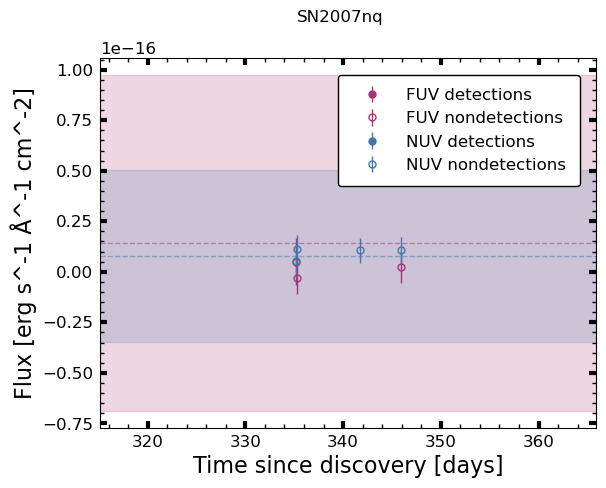 SN2007nq
1e−16
1.00
0.75
0.50
0.25
0.00
−0.25
−0.50
−0.75
Flux [erg s^-1 Å^-1 cm^-2]
FUV detections
FUV nondetections
NUV detections
NUV nondetections
320 330 340 350 360
Time since discovery [days]